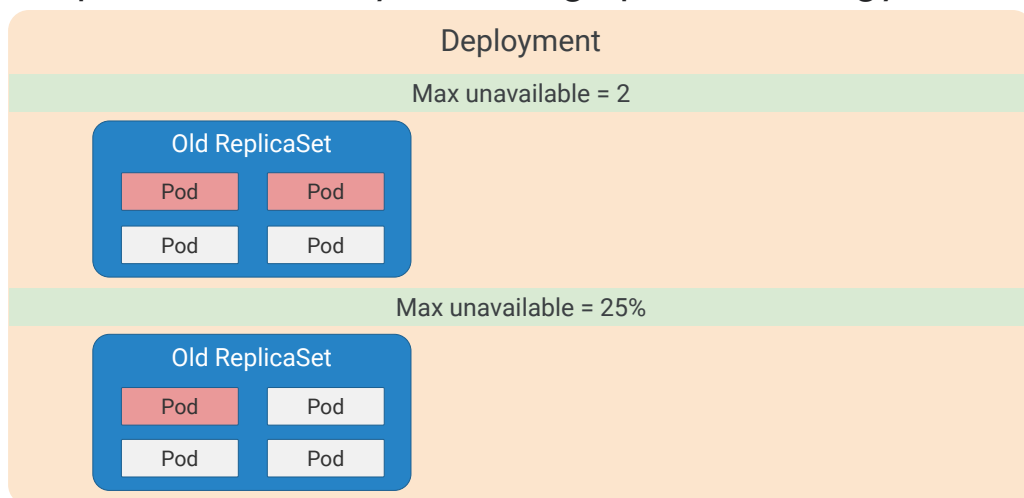 Deployment
Max unavailable = 2
Old ReplicaSet
Pod Pod
Pod Pod
Max unavailable = 25%
Old ReplicaSet
Pod Pod
Pod Pod